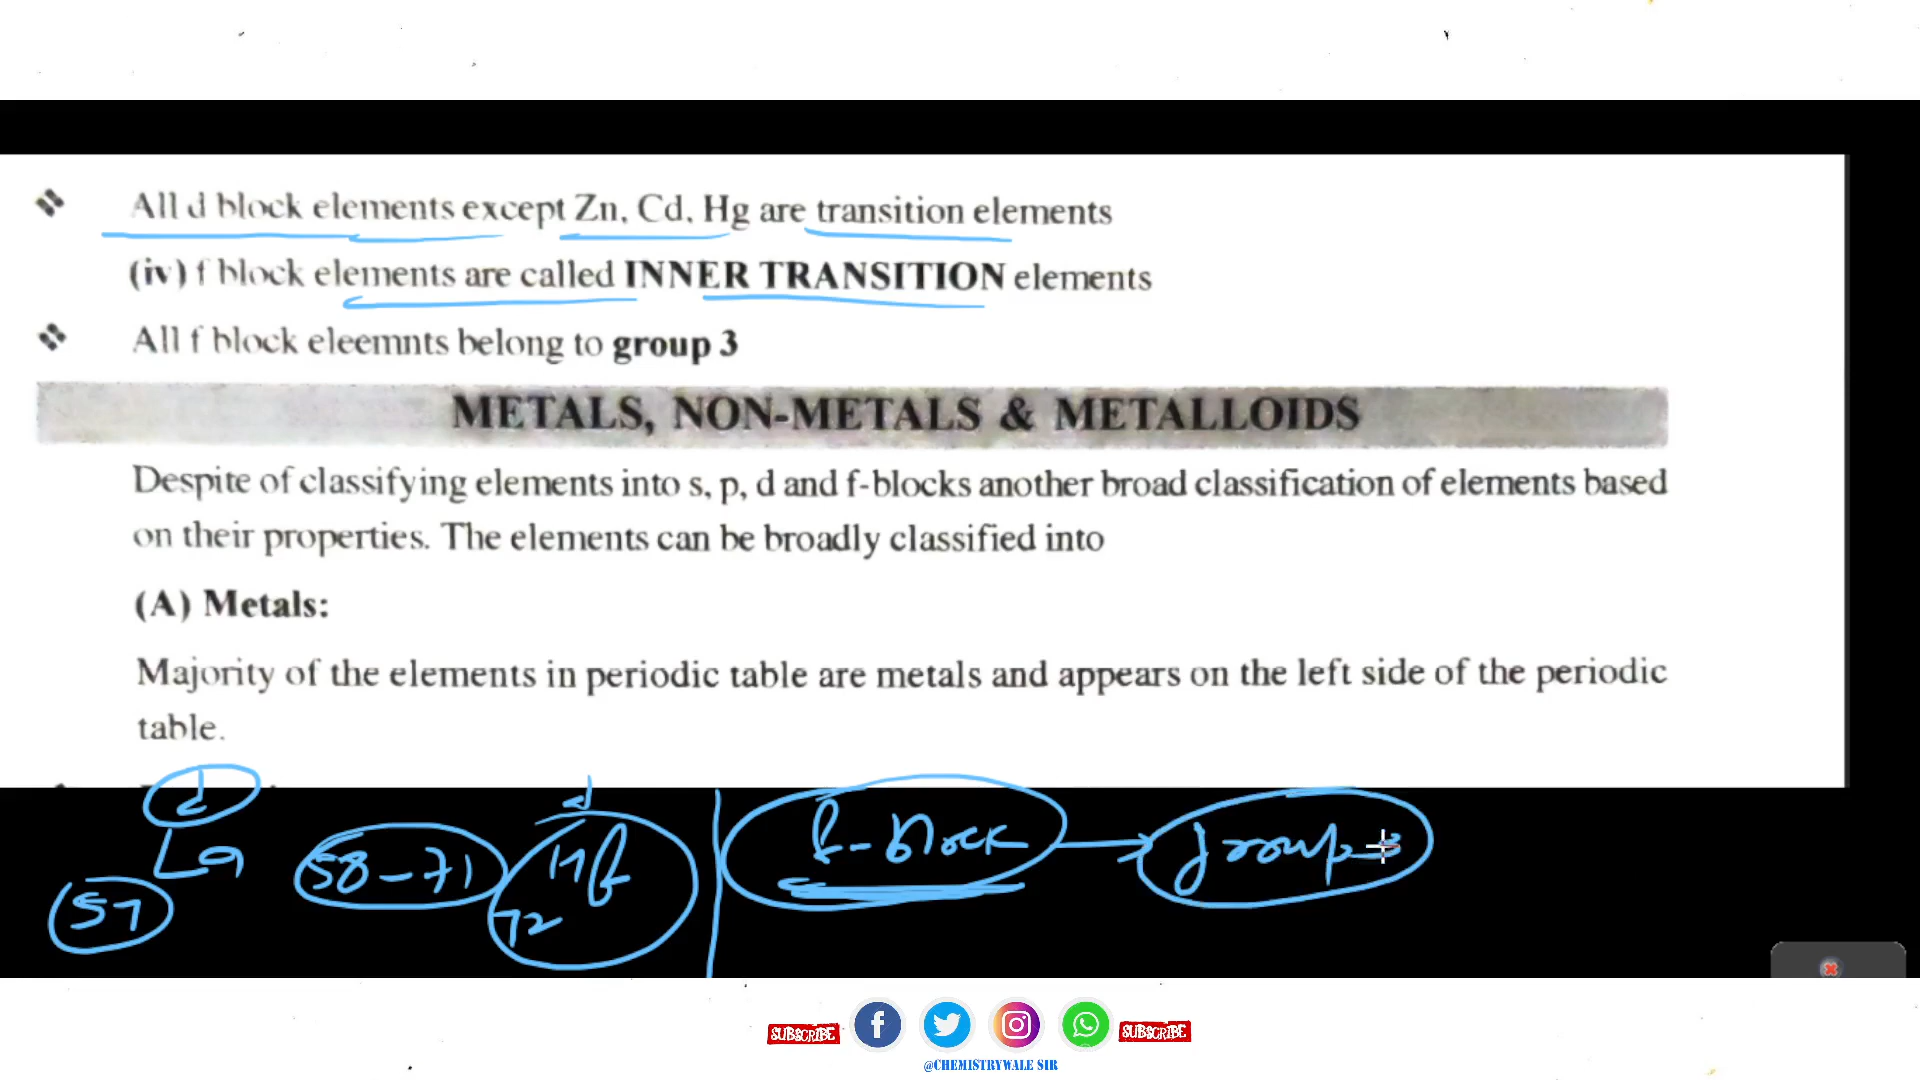 All d block elements except Zn, Cd, Hg are transition elements
(iv) f block elements are called INNER TRANSITION elements
All f block eleemnts belong to group 3
METALS, NON-METALS & METALLOIDS
Despite of classifying elements into s, p, d and f-blocks another broad classification of elements based
on their properties. The elements can be broadly classified into
(A) Metals:
Majority of the elements in periodic table are metals and appears on the left side of the periodic
table.
d
d
La 58-71 Hf f-block group
57 72
SUBSCRIBE SUBSCRIBE
@CHEMISTRYWALE SIR